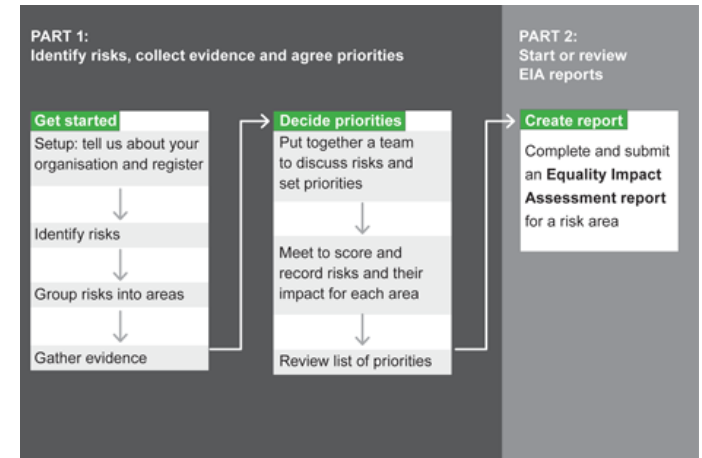 PART 1:
Identify risks, collect evidence and agree priorities
Get started
Setup: tell us about your
organisation and register
Identify risks
Group risks into areas
Gather evidence
Decide priorities
Put together a team
to discuss risks and
set priorities
Meet to score and
record risks and their
impact for each area
Review list of priorities
PART 2:
Start or review
EIA reports
Create report
Complete and submit
an Equality Impact
Assessment report
for a risk area